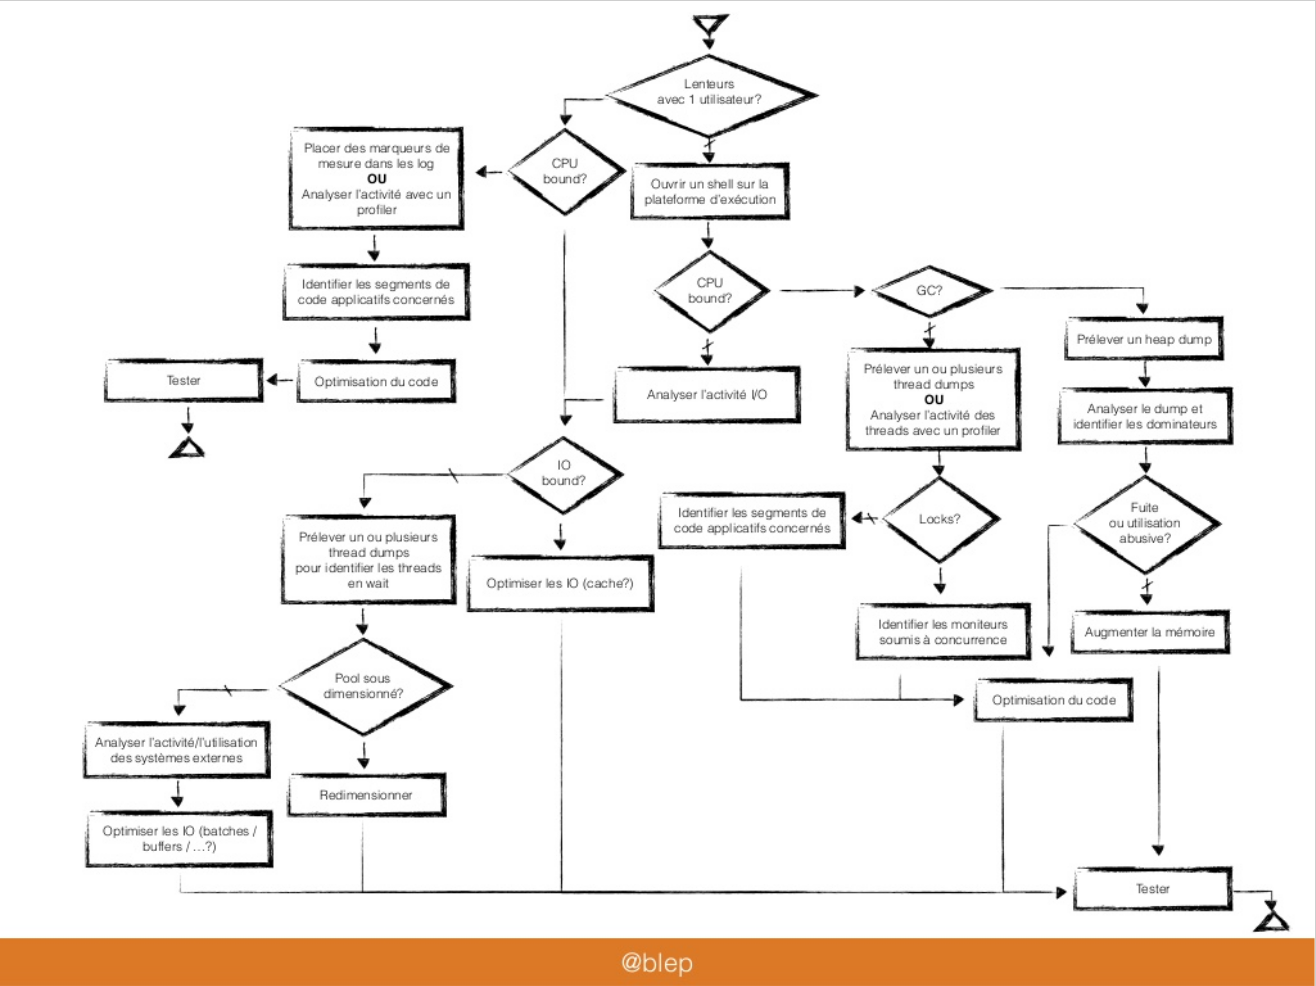 Lenteurs
avec 1 utilisateur?
Placer des marqueurs de
mesure dans les log
OU
Analyser l'activité avec un
profiler
CPU
bound?
Ouvrir un shell sur la
plateforme d'exécution
Identifier les segments de
code applicatifs concernés
CPU
bound?
GC?
Prélever un heap dump
Tester
Optimisation du code
Analyser l'activité I/O
Prélever un ou plusieurs
thread dumps
OU
Analyser l'activité des
threads avec un profiler
Analyser le dump et
identifier les dominateurs
IO
bound?
Identifier les segments de
code applicatifs concernés
Locks?
Fuite
ou utilisation
abusive?
Prélever un ou plusieurs
thread dumps
pour identifier les threads
en wait
Optimiser les IO (cache?)
Identifier les moniteurs
soumis à concurrence
Augmenter la mémoire
Pool sous
dimensionné?
Optimisation du code
Analyser l'activité/l'utilisation
des systèmes externes
Redimensionner
Optimiser les IO (batches /
buffers / …?)
Tester
@blep